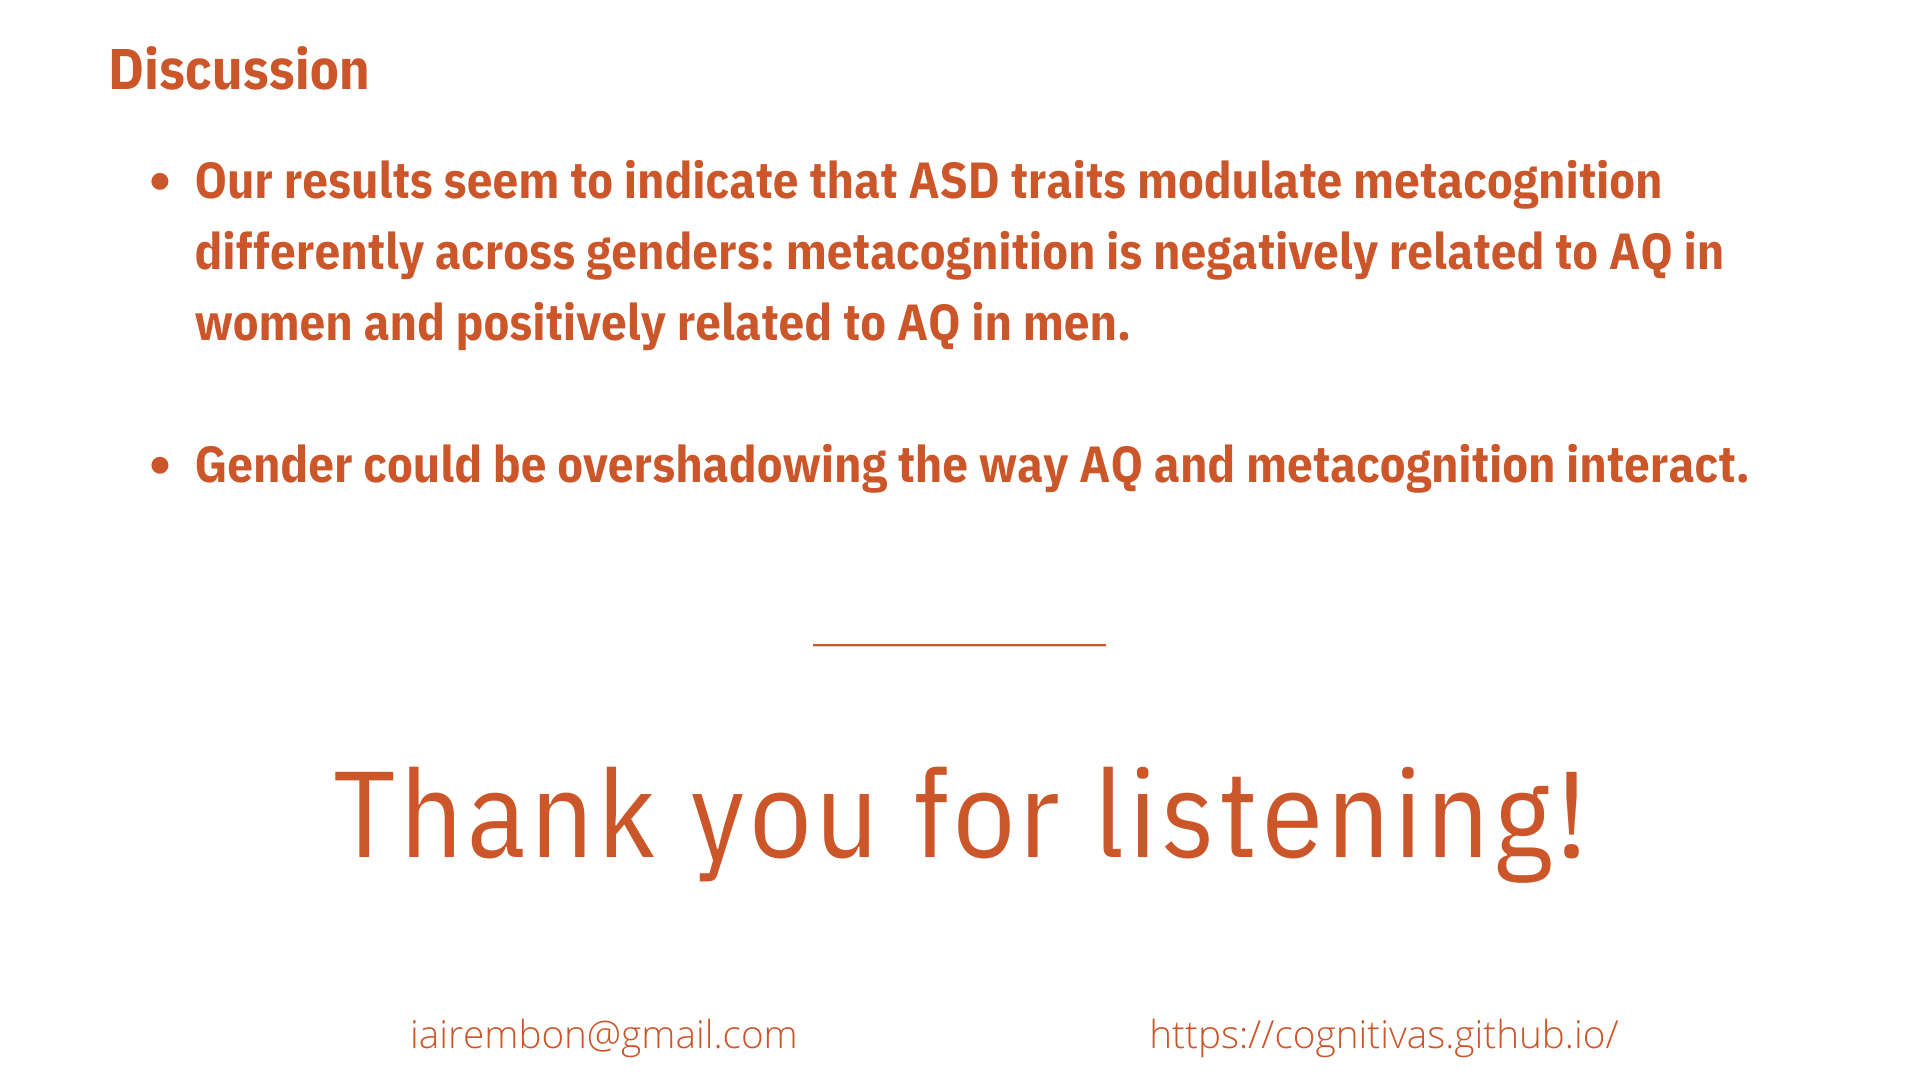 Discussion
• Our results seem to indicate that ASD traits modulate metacognition
differently across genders: metacognition is negatively related to AQ in
women and positively related to AQ in men.
• Gender could be overshadowing the way AQ and metacognition interact.
Thank you for listening!
iairembon@gmail.com
https://cognitivas.github.io/